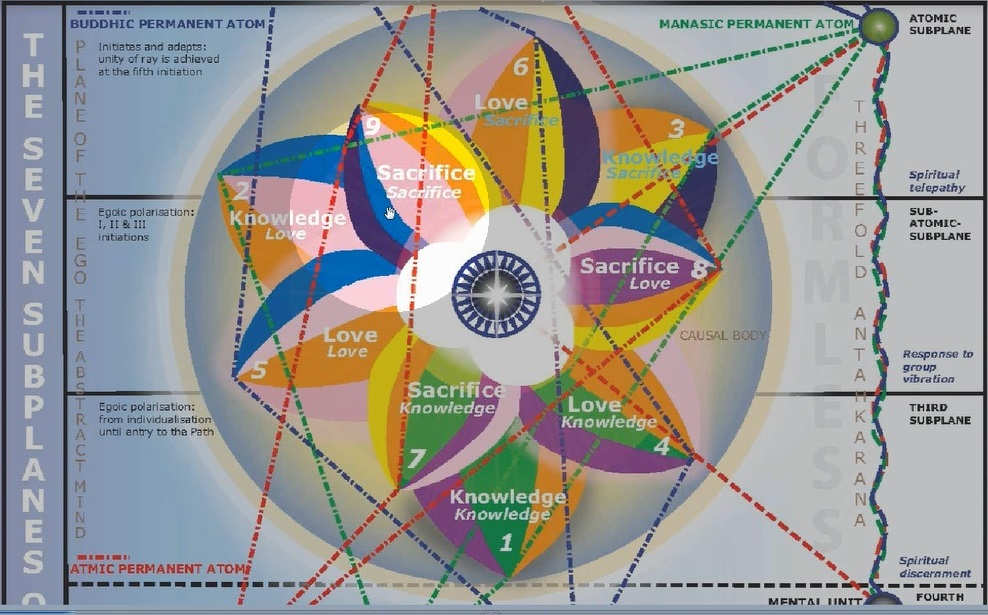 THE SEVEN SUBPLANES O
BUDDHIC PERMANENT ATOM
MANASIC PERMANENT ATOM
ATOMIC
SUBPLANE
PLANE OF THE EGO THE ABSTRACT MIND
Initiates and adepts:
unity of ray is achieved
at the fifth initiation
6
Love
Sacrifice
9
Sacrifice
Sacrifice
3
Knowledge
Sacrifice
FORMLESS
THREEFOLD ANTAHKARANA
Spiritual
telepathy
2
Knowledge
Love
Egoic polarisation:
I, II & III
initiations
SUB-
ATOMIC-
SUBPLANE
Sacrifice 8
Love
CAUSAL BODY
Love
Love
5
Response to
group
vibration
Sacrifice
Knowledge
7
Love
Knowledge
4
Egoic polarisation:
from individualisation
until entry to the Path
THIRD
SUBPLANE
Knowledge
Knowledge
1
ATMIC PERMANENT ATOM
Spiritual
discernment
MENTAL UNIT
FOURTH